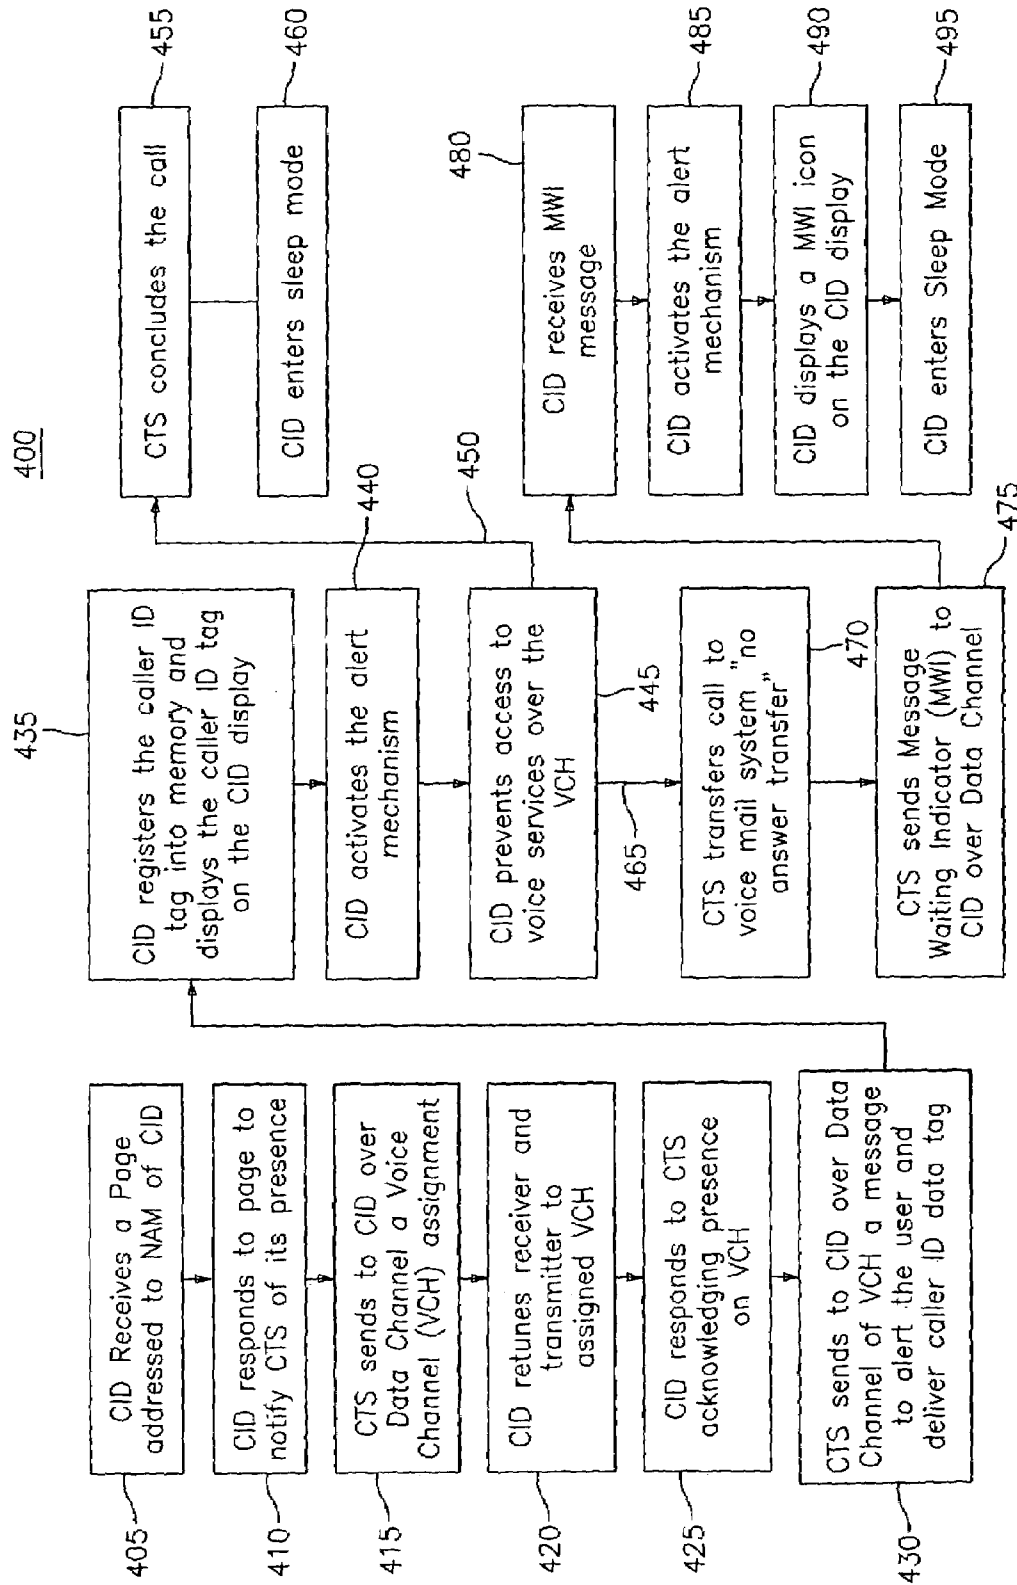 400
405
CID Receives a Page
addressed to NAM of CID
410
CID responds to page to
notify CTS of its presence
415
CTS sends to CID over
Data Channel a Voice
Channel (VCH) assignment
420
CID retunes receiver and
transmitter to
assigned VCH
425
CID responds to CTS
acknowledging presence
on VCH
430
CTS sends to CID over Data
Channel of VCH a message
to alert the user and
deliver caller ID data tag
435
CID registers the caller ID
tag into memory and
displays the caller ID tag
on the CID display
440
CID activates the alert
mechanism
445
CID prevents access to
voice services over the
VCH
450
465
470
CTS transfers call to
voice mail system "no
answer transfer"
475
CTS sends Message
Waiting Indicator (MWI) to
CID over Data Channel
455
CTS concludes the call
460
CID enters sleep mode
480
CID receives MWI
message
485
CID activates the alert
mechanism
490
CID displays a MWI icon
on the CID display
495
CID enters Sleep Mode